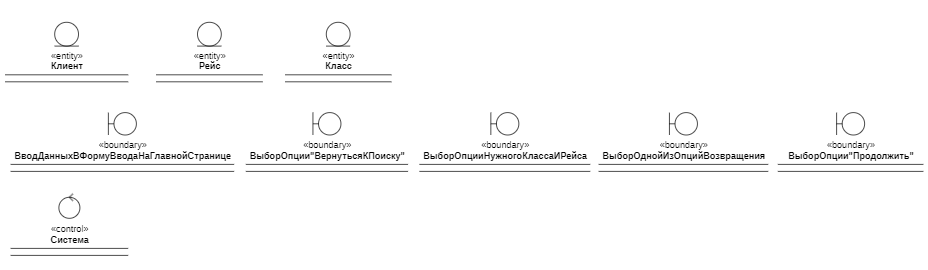 «entity» «entity» «entity»
Клиент Рейс Класс
«boundary» «boundary» «boundary» «boundary» «boundary»
ВводДанныхВФормуВводаНаГлавнойСтранице ВыборОпции"ВернутьсяКПоиску" ВыборОпцииНужногоКлассаИРейса ВыборОднойИзОпцийВозвращения ВыборОпции"Продолжить"
«control»
Система